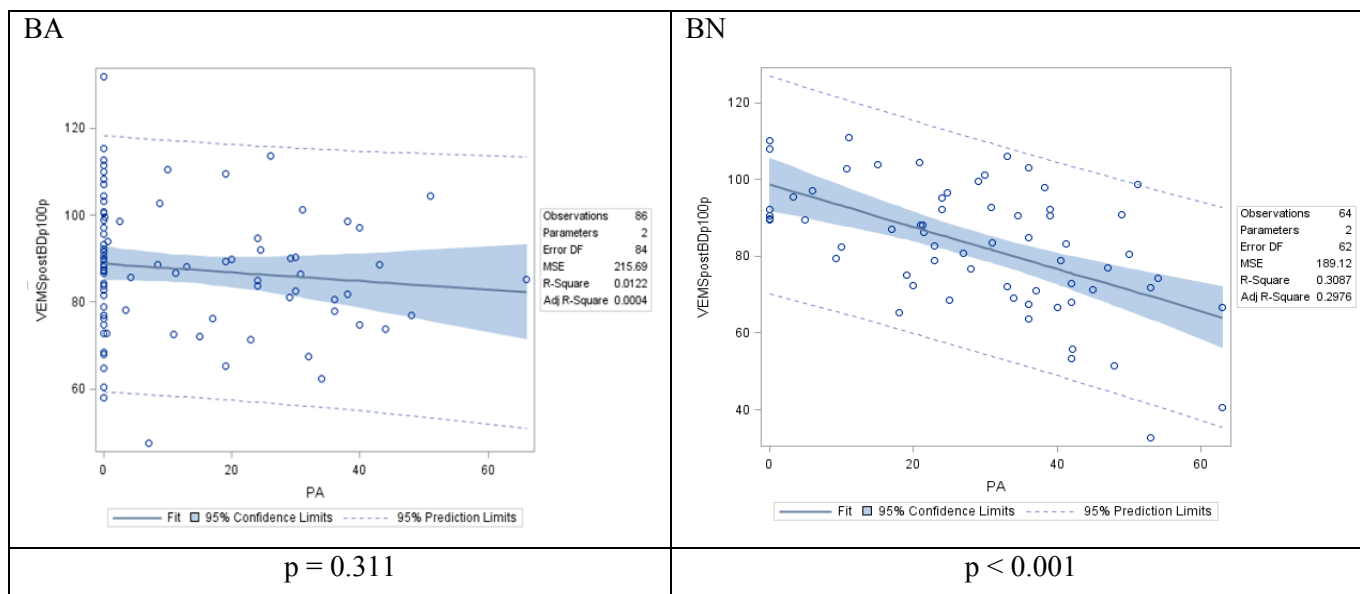 BA
VEMSpostBDp100p
120
100
80
60
0
20
40
60
PA
Observations 86
Parameters 2
Error DF 84
MSE 215.69
R-Square 0.0122
Adj R-Square 0.0004
Fit 95% Confidence Limits 95% Prediction Limits
p = 0.311
BN
VEMSpostBDp100p
120
100
80
60
40
0
20
40
60
PA
Observations 64
Parameters 2
Error DF 62
MSE 189.12
R-Square 0.3087
Adj R-Square 0.2976
Fit 95% Confidence Limits 95% Prediction Limits
p < 0.001